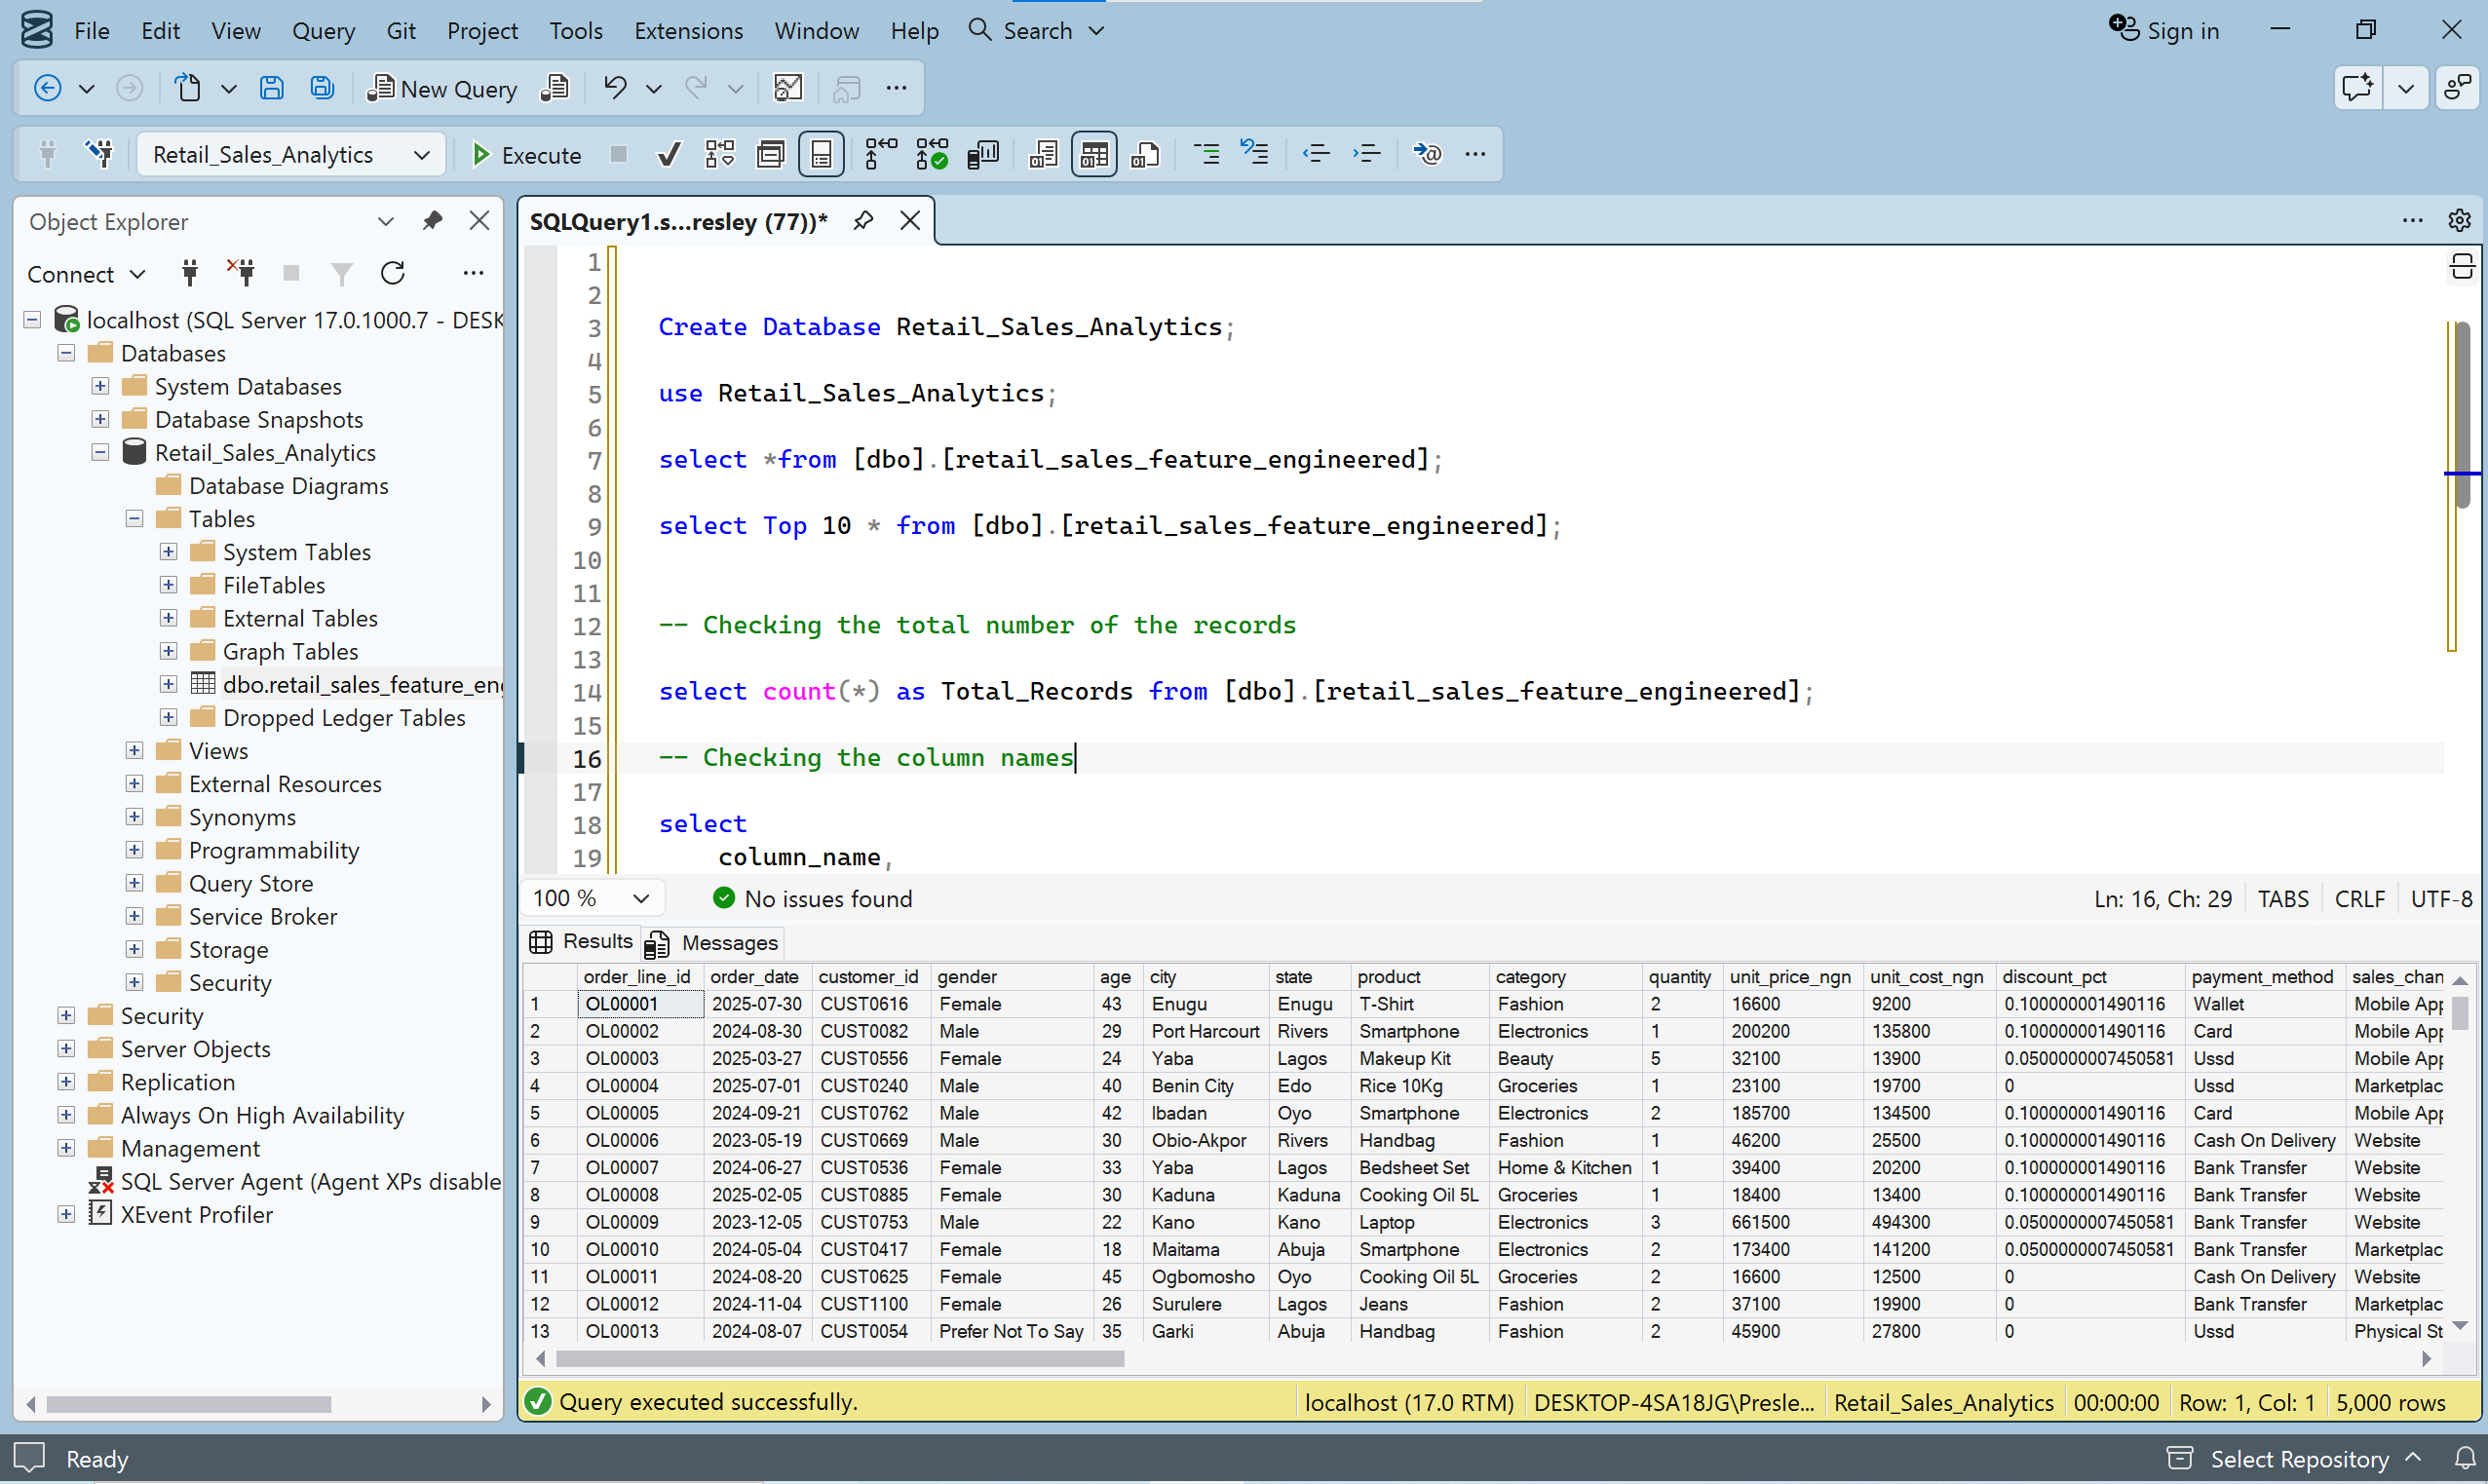 File Edit View Query Git Project Tools Extensions Window Help Search Sign in
New Query
Retail_Sales_Analytics Execute
Object Explorer
Connect
localhost (SQL Server 17.0.1000.7 - DESK
Databases
System Databases
Database Snapshots
Retail_Sales_Analytics
Database Diagrams
Tables
System Tables
FileTables
External Tables
Graph Tables
dbo.retail_sales_feature_eng
Dropped Ledger Tables
Views
External Resources
Synonyms
Programmability
Query Store
Service Broker
Storage
Security
Security
Server Objects
Replication
Always On High Availability
Management
SQL Server Agent (Agent XPs disable
XEvent Profiler
SQLQuery1.s...resley (77))*
1
2
3 Create Database Retail_Sales_Analytics;
4
5 use Retail_Sales_Analytics;
6
7 select *from [dbo].[retail_sales_feature_engineered];
8
9 select Top 10 * from [dbo].[retail_sales_feature_engineered];
10
11
12 -- Checking the total number of the records
13
14 select count(*) as Total_Records from [dbo].[retail_sales_feature_engineered];
15
16 -- Checking the column names
17
18 select
19 column_name,
100 % No issues found Ln: 16, Ch: 29 TABS CRLF UTF-8
Results Messages
order_line_id order_date customer_id gender age city state product category quantity unit_price_ngn unit_cost_ngn discount_pct payment_method sales_chan
1 OL00001 2025-07-30 CUST0616 Female 43 Enugu Enugu T-Shirt Fashion 2 16600 9200 0.100000001490116 Wallet Mobile App
2 OL00002 2024-08-30 CUST0082 Male 29 Port Harcourt Rivers Smartphone Electronics 1 200200 135800 0.100000001490116 Card Mobile App
3 OL00003 2025-03-27 CUST0556 Female 24 Yaba Lagos Makeup Kit Beauty 5 32100 13900 0.0500000007450581 Ussd Mobile App
4 OL00004 2025-07-01 CUST0240 Male 40 Benin City Edo Rice 10Kg Groceries 1 23100 19700 0 Ussd Marketplac
5 OL00005 2024-09-21 CUST0762 Male 42 Ibadan Oyo Smartphone Electronics 2 185700 134500 0.100000001490116 Card Mobile App
6 OL00006 2023-05-19 CUST0669 Male 30 Obio-Akpor Rivers Handbag Fashion 1 46200 25500 0.100000001490116 Cash On Delivery Website
7 OL00007 2024-06-27 CUST0536 Female 33 Yaba Lagos Bedsheet Set Home & Kitchen 1 39400 20200 0.100000001490116 Bank Transfer Website
8 OL00008 2025-02-05 CUST0885 Female 30 Kaduna Kaduna Cooking Oil 5L Groceries 1 18400 13400 0.100000001490116 Bank Transfer Website
9 OL00009 2023-12-05 CUST0753 Male 22 Kano Kano Laptop Electronics 3 661500 494300 0.0500000007450581 Bank Transfer Website
10 OL00010 2024-05-04 CUST0417 Female 18 Maitama Abuja Smartphone Electronics 2 173400 141200 0.0500000007450581 Bank Transfer Marketplac
11 OL00011 2024-08-20 CUST0625 Female 45 Ogbomosho Oyo Cooking Oil 5L Groceries 2 16600 12500 0 Cash On Delivery Website
12 OL00012 2024-11-04 CUST1100 Female 26 Surulere Lagos Jeans Fashion 2 37100 19900 0 Bank Transfer Marketplac
13 OL00013 2024-08-07 CUST0054 Prefer Not To Say 35 Garki Abuja Handbag Fashion 2 45900 27800 0 Ussd Physical St
Query executed successfully. localhost (17.0 RTM) DESKTOP-4SA18JG\Presle... Retail_Sales_Analytics 00:00:00 Row: 1, Col: 1 5,000 rows
Ready Select Repository